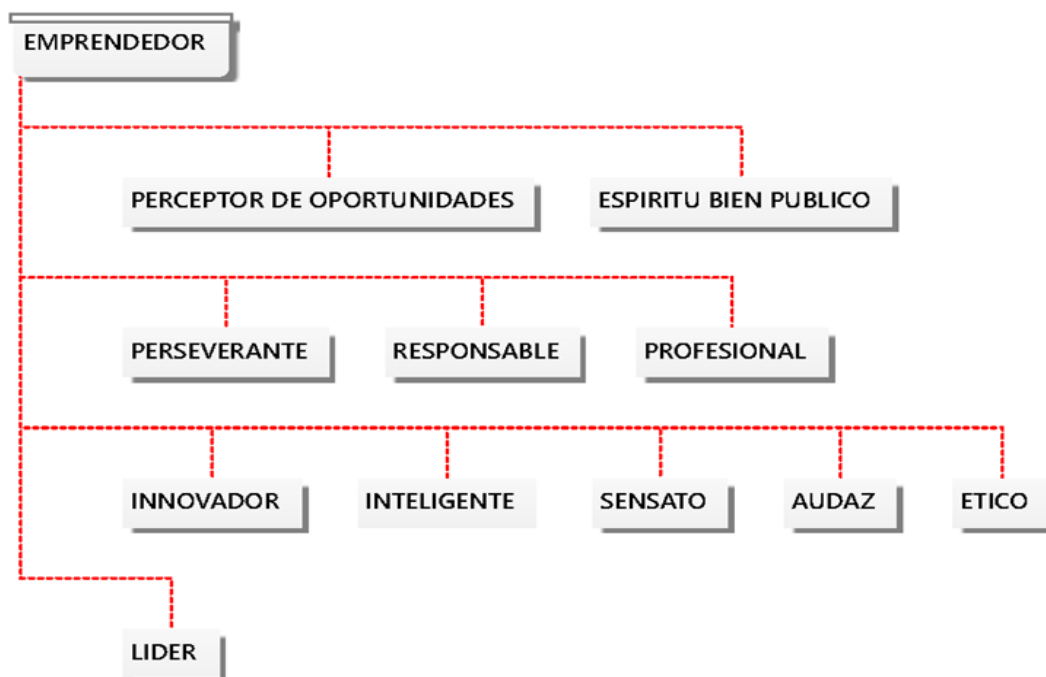 EMPRENDEDOR
PERCEPTOR DE OPORTUNIDADES
ESPIRITU BIEN PUBLICO
PERSEVERANTE
RESPONSABLE
PROFESIONAL
INNOVADOR
INTELIGENTE
SENSATO
AUDAZ
ETICO
LIDER